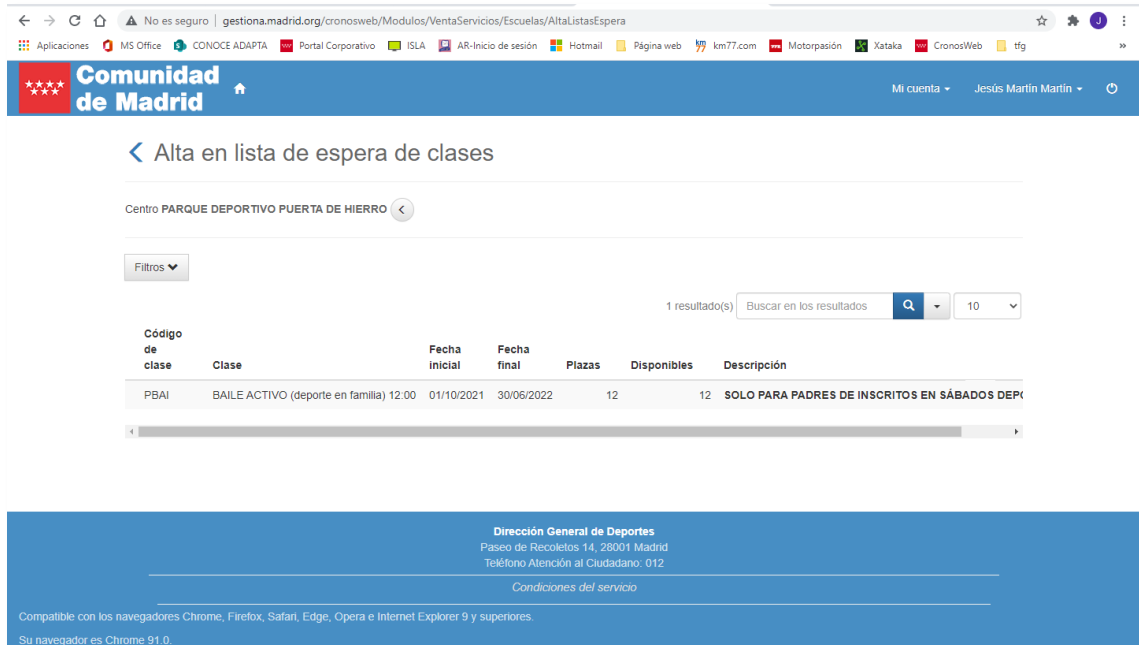 No es seguro | gestiona.madrid.org/cronosweb/Modulos/VentaServicios/Escuelas/AltaListasEspera
J
Aplicaciones MS Office CONOCE ADAPTA Portal Corporativo ISLA AR-Inicio de sesión Hotmail Página web km77.com Motorpasión Xataka CronosWeb tfg »
Comunidad
de Madrid
Mi cuenta Jesús Martín Martín
Alta en lista de espera de clases
Centro PARQUE DEPORTIVO PUERTA DE HIERRO
Filtros
1 resultado(s) Buscar en los resultados 10
Código
de
clase Clase Fecha
inicial Fecha
final Plazas Disponibles Descripción
PBAI BAILE ACTIVO (deporte en familia) 12:00 01/10/2021 30/06/2022 12 12 SOLO PARA PADRES DE INSCRITOS EN SÁBADOS DEPO
Dirección General de Deportes
Paseo de Recoletos 14, 28001 Madrid
Teléfono Atención al Ciudadano: 012
Condiciones del servicio
Compatible con los navegadores Chrome, Firefox, Safari, Edge, Opera e Internet Explorer 9 y superiores.
Su navegador es Chrome 91.0.